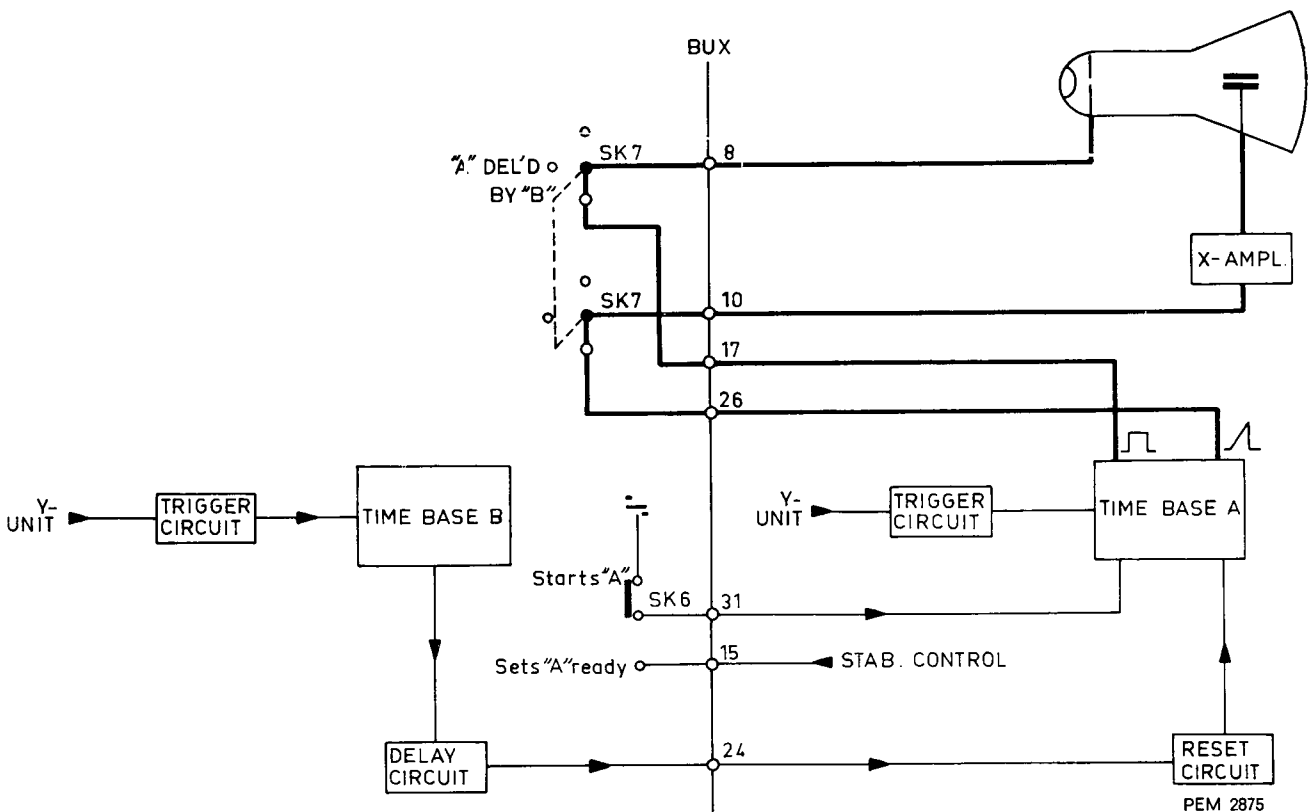 BUX
"A" DEL'D
BY "B"
SK7
8
SK7
10
X-AMPL.
17
26
Y-
UNIT
TRIGGER
CIRCUIT
TIME BASE B
Y-
UNIT
TRIGGER
CIRCUIT
TIME BASE A
Starts "A"
SK6
31
Sets "A" ready
15
STAB. CONTROL
DELAY
CIRCUIT
24
RESET
CIRCUIT
PEM 2875